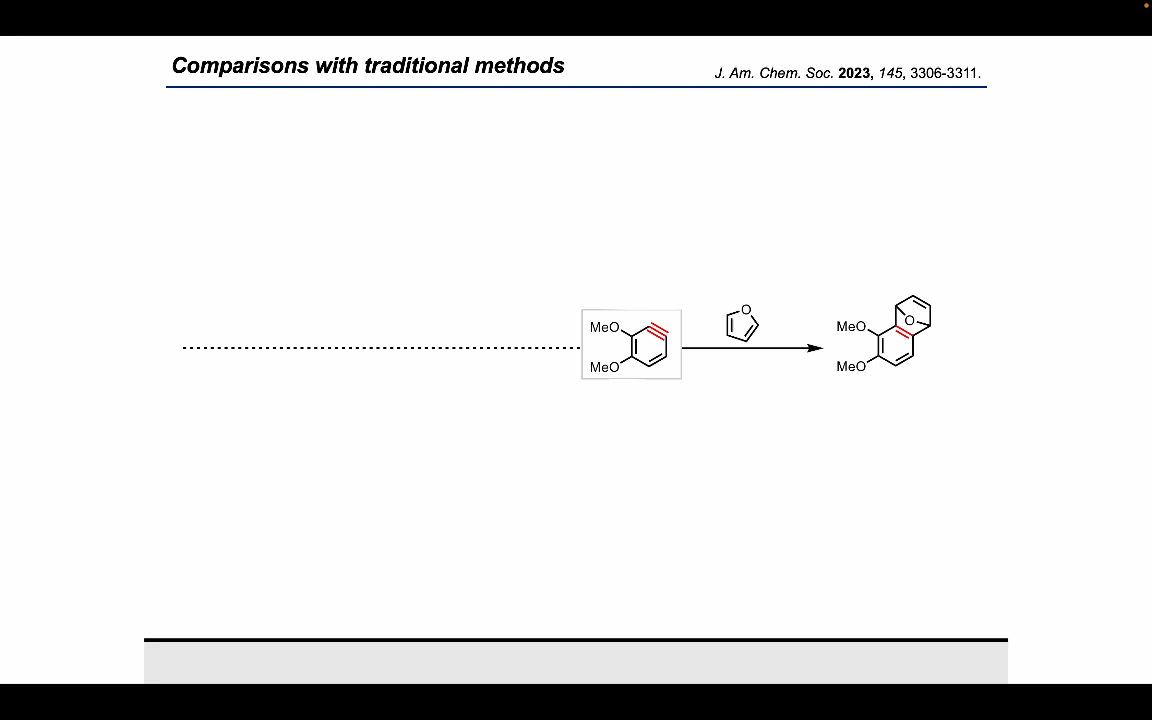 Comparisons with traditional methods
J. Am. Chem. Soc. 2023, 145, 3306-3311.
O
MeO
MeO
O
MeO
MeO